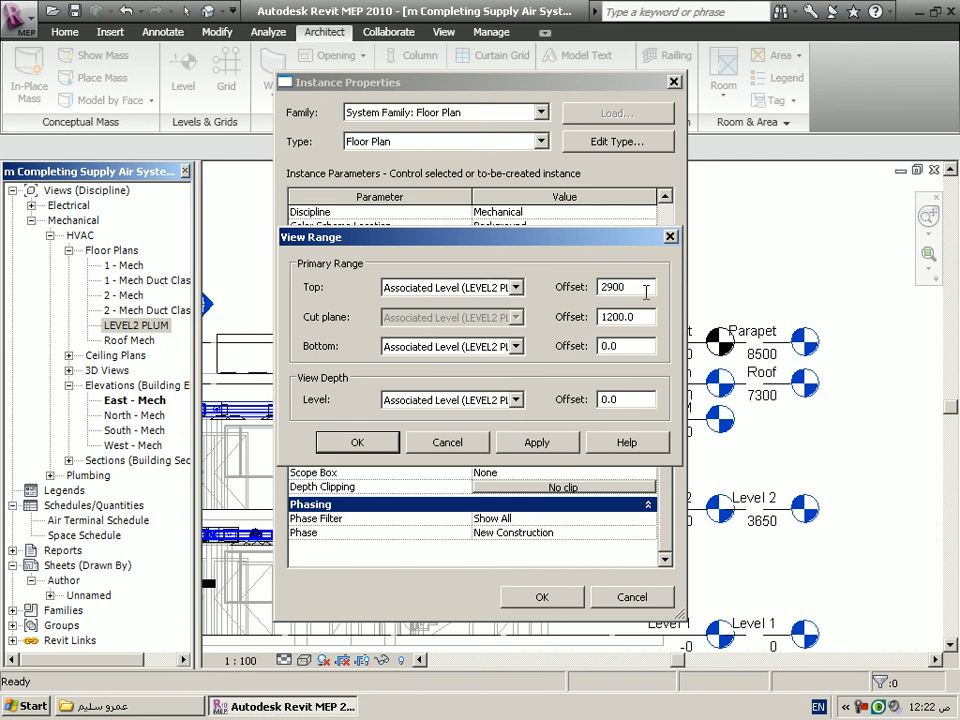 Autodesk Revit MEP 2010 - [m Completing Supply Air Syste...
Type a keyword or phrase
MEP
Home Insert Annotate Modify Analyze Architect Collaborate View Manage
In-Place
Mass
Show Mass
Place Mass
Model by Face
Conceptual Mass
Level
Grid
Levels & Grids
Opening
Column
Curtain Grid
Model Text
Railing
Room
Area
Legend
Tag
Room & Area
m Completing Supply Air Syste...
Views (Discipline)
Electrical
Mechanical
HVAC
Floor Plans
1 - Mech
1 - Mech Duct Clas
2 - Mech
2 - Mech Duct Clas
LEVEL2 PLUM
Roof Mech
Ceiling Plans
3D Views
Elevations (Building E
East - Mech
North - Mech
South - Mech
West - Mech
Sections (Building Sec
Plumbing
Legends
Schedules/Quantities
Air Terminal Schedule
Space Schedule
Reports
Sheets (Drawn By)
Author
Unnamed
Families
Groups
Revit Links
Instance Properties
Family: System Family: Floor Plan Load...
Type: Floor Plan Edit Type...
Instance Parameters - Control selected or to-be-created instance
Parameter Value
Discipline Mechanical
View Range
Primary Range
Top: Associated Level (LEVEL2 PL Offset: 2900
Cut plane: Associated Level (LEVEL2 PL Offset: 1200.0
Bottom: Associated Level (LEVEL2 PL Offset: 0.0
View Depth
Level: Associated Level (LEVEL2 PL Offset: 0.0
OK Cancel Apply Help
Scope Box None
Depth Clipping No clip
Phasing
Phase Filter Show All
Phase New Construction
OK Cancel
Parapet
8500
Roof
7300
Level 2
3650
Level 1
0
1 : 100
Ready
:0
Start
عمرو سليم
Autodesk Revit MEP 2...
EN
12:22 ص